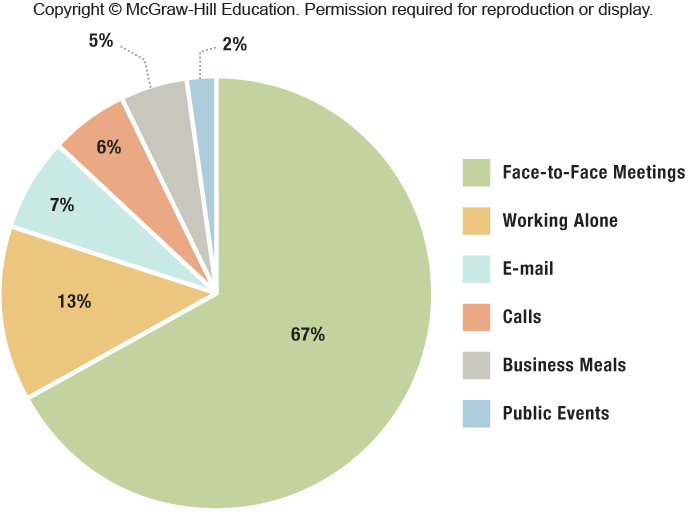 Copyright © McGraw-Hill Education. Permission required for reproduction or display.
5%
2%
6%
7%
13%
67%
Face-to-Face Meetings
Working Alone
E-mail
Calls
Business Meals
Public Events